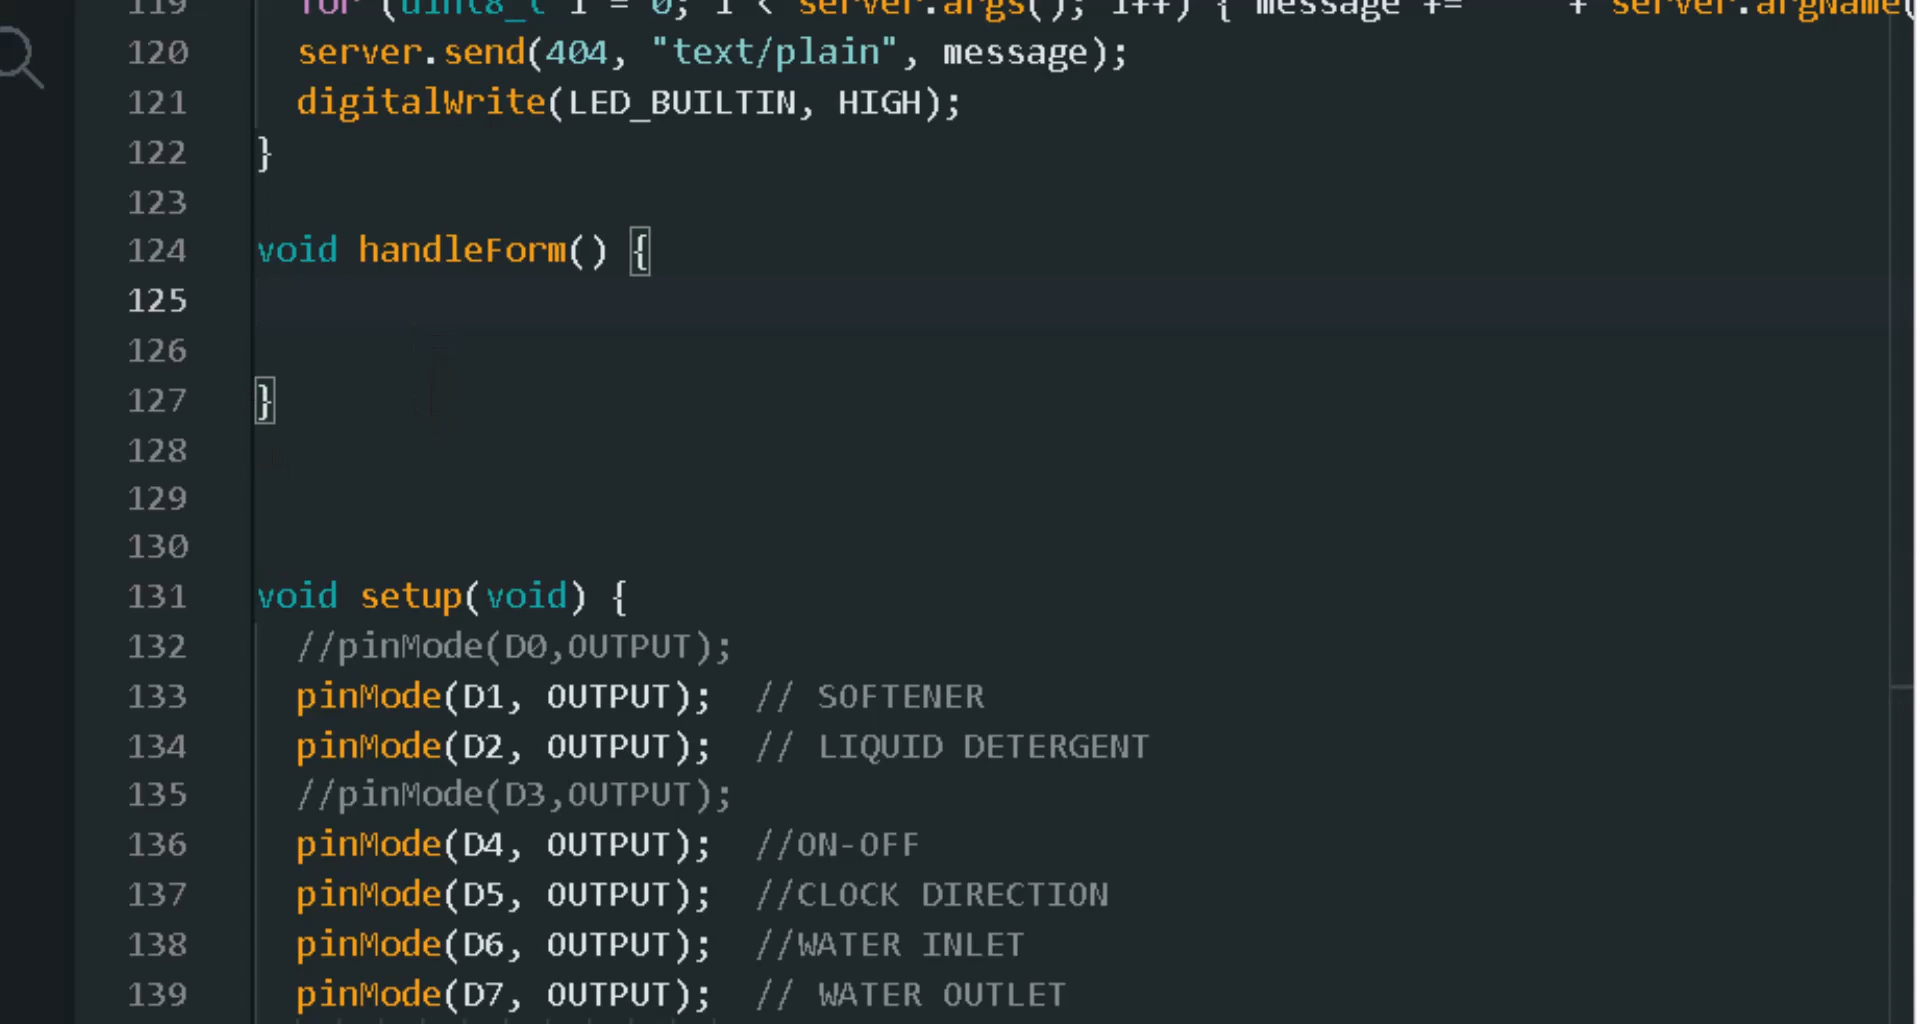 119 for (uint8_t i = 0; i < server.args(); i++) { message += " " + server.argName(
120 server.send(404, "text/plain", message);
121 digitalWrite(LED_BUILTIN, HIGH);
122 }
123
124 void handleForm() {
125
126
127 }
128
129
130
131 void setup(void) {
132 //pinMode(D0,OUTPUT);
133 pinMode(D1, OUTPUT); // SOFTENER
134 pinMode(D2, OUTPUT); // LIQUID DETERGENT
135 //pinMode(D3,OUTPUT);
136 pinMode(D4, OUTPUT); //ON-OFF
137 pinMode(D5, OUTPUT); //CLOCK DIRECTION
138 pinMode(D6, OUTPUT); //WATER INLET
139 pinMode(D7, OUTPUT); // WATER OUTLET